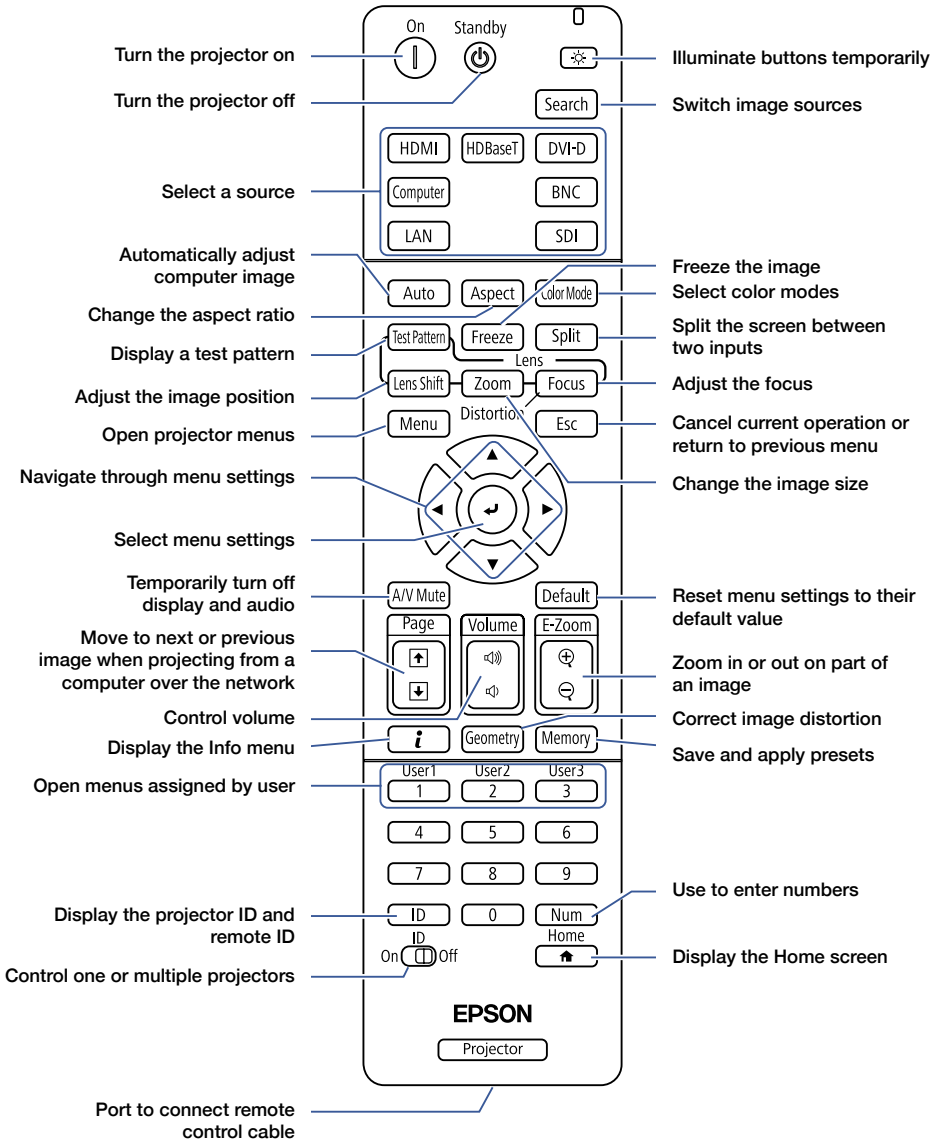 On
Standby
Turn the projector on
Illuminate buttons temporarily
Turn the projector off
Search
Switch image sources
HDMI
HDBaseT
DVI-D
Select a source
Computer
BNC
LAN
SDI
Automatically adjust
computer image
Freeze the image
Auto
Aspect
Color Mode
Select color modes
Change the aspect ratio
Split the screen between
two inputs
Test Pattern
Freeze
Split
Display a test pattern
Lens
Lens Shift
Zoom
Focus
Adjust the focus
Adjust the image position
Distortion
Menu
Esc
Cancel current operation or
return to previous menu
Open projector menus
Navigate through menu settings
Change the image size
Select menu settings
Temporarily turn off
display and audio
A/V Mute
Default
Reset menu settings to their
default value
Page
Volume
E-Zoom
Move to next or previous
image when projecting from a
computer over the network
Zoom in or out on part of
an image
Control volume
Correct image distortion
Display the Info menu
i
Geometry
Memory
Save and apply presets
User1
User2
User3
Open menus assigned by user
1
2
3
4
5
6
7
8
9
Use to enter numbers
Display the projector ID and
remote ID
ID
0
Num
ID
Home
On
Off
Display the Home screen
Control one or multiple projectors
EPSON
Projector
Port to connect remote
control cable